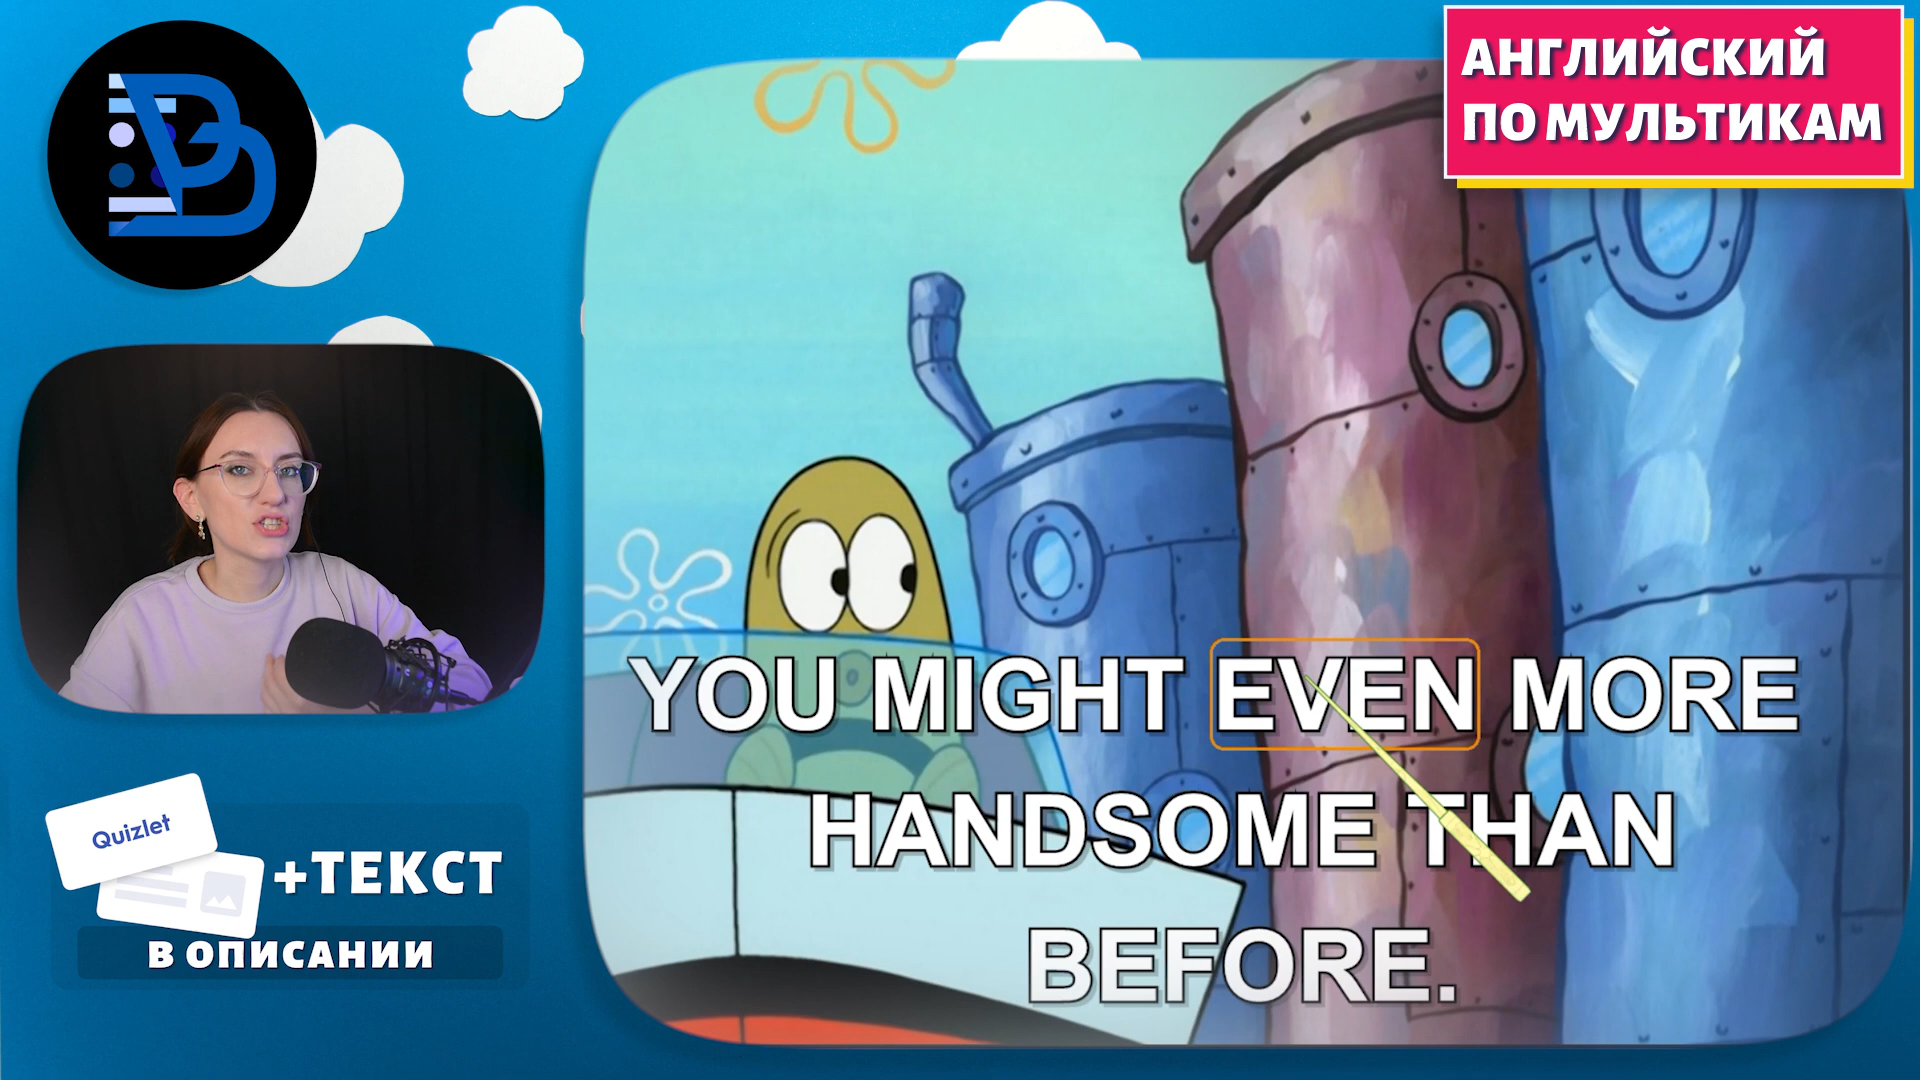 АНГЛИЙСКИЙ
ПО МУЛЬТИКАМ
YOU MIGHT EVEN MORE
HANDSOME THAN
BEFORE.
Quizlet
+ТЕКСТ
В ОПИСАНИИ